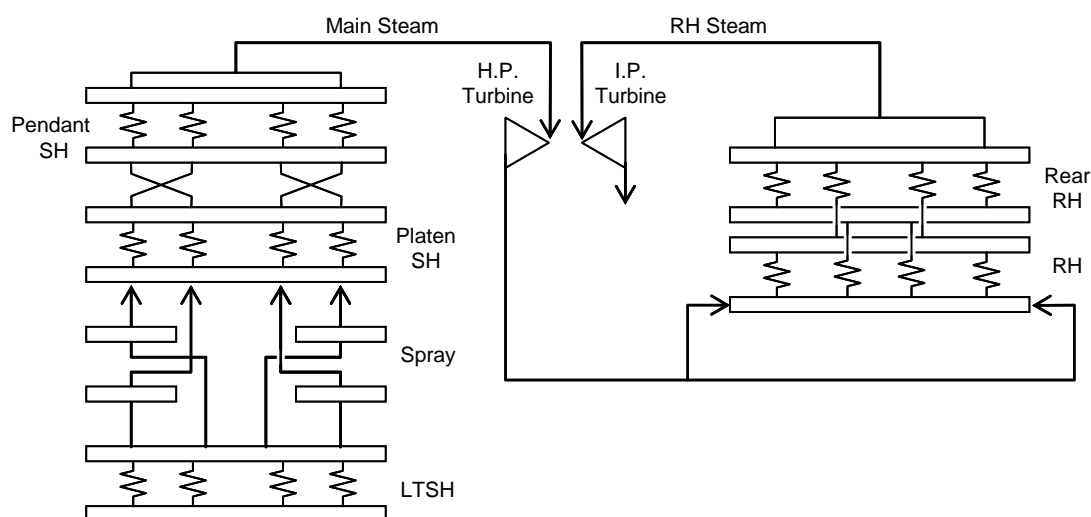 Main Steam
RH Steam
H.P.
Turbine
I.P.
Turbine
Pendant
SH
Platen
SH
Spray
LTSH
Rear
RH
RH